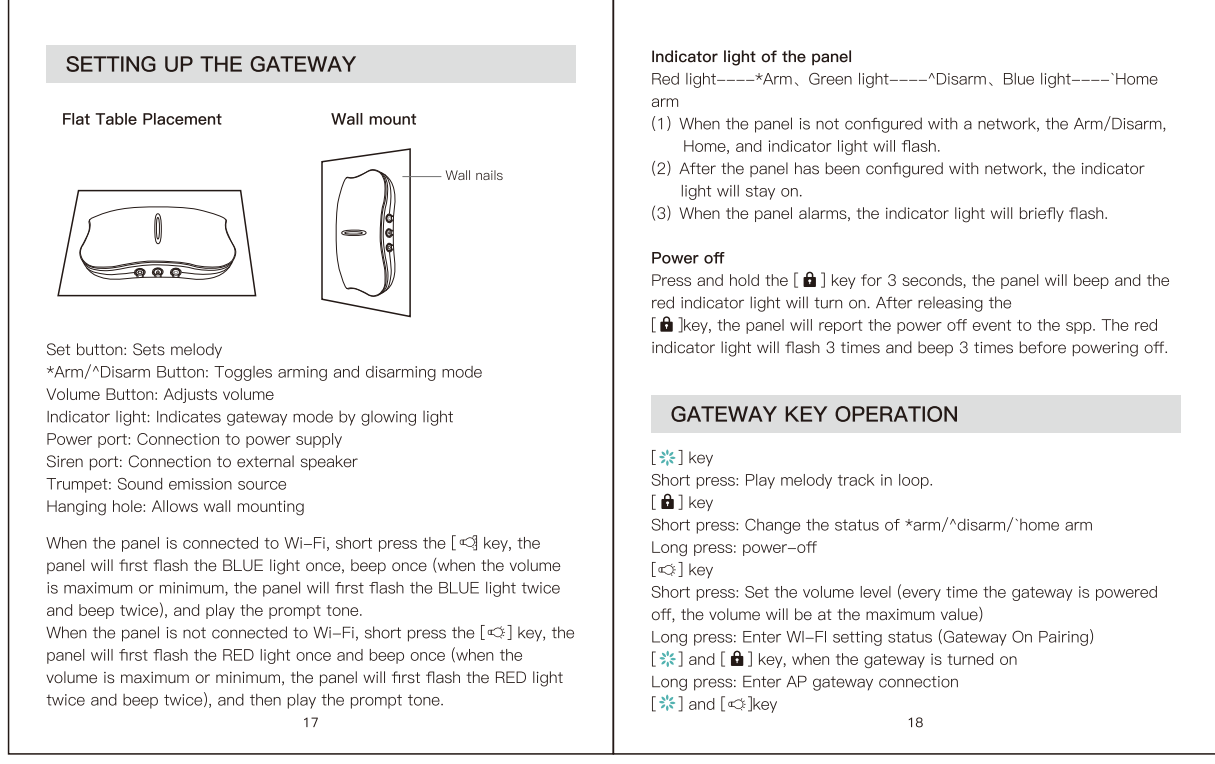 SETTING UP THE GATEWAY
Flat Table Placement
Wall mount
Wall nails
Set button: Sets melody
*Arm/^Disarm Button: Toggles arming and disarming mode
Volume Button: Adjusts volume
Indicator light: Indicates gateway mode by glowing light
Power port: Connection to power supply
Siren port: Connection to external speaker
Trumpet: Sound emission source
Hanging hole: Allows wall mounting
When the panel is connected to Wi-Fi, short press the [ ] key, the
panel will first flash the BLUE light once, beep once (when the volume
is maximum or minimum, the panel will first flash the BLUE light twice
and beep twice), and play the prompt tone.
When the panel is not connected to Wi-Fi, short press the [ ] key, the
panel will first flash the RED light once and beep once (when the
volume is maximum or minimum, the panel will first flash the RED light
twice and beep twice), and then play the prompt tone.
17
Indicator light of the panel
Red light----*Arm、Green light----^Disarm、Blue light----`Home
arm
(1) When the panel is not configured with a network, the Arm/Disarm,
Home, and indicator light will flash.
(2) After the panel has been configured with network, the indicator
light will stay on.
(3) When the panel alarms, the indicator light will briefly flash.
Power off
Press and hold the [ ] key for 3 seconds, the panel will beep and the
red indicator light will turn on. After releasing the
[ ]key, the panel will report the power off event to the spp. The red
indicator light will flash 3 times and beep 3 times before powering off.
GATEWAY KEY OPERATION
[ ] key
Short press: Play melody track in loop.
[ ] key
Short press: Change the status of *arm/^disarm/`home arm
Long press: power-off
[ ] key
Short press: Set the volume level (every time the gateway is powered
off, the volume will be at the maximum value)
Long press: Enter WI-FI setting status (Gateway On Pairing)
[ ] and [ ] key, when the gateway is turned on
Long press: Enter AP gateway connection
[ ] and [ ]key
18